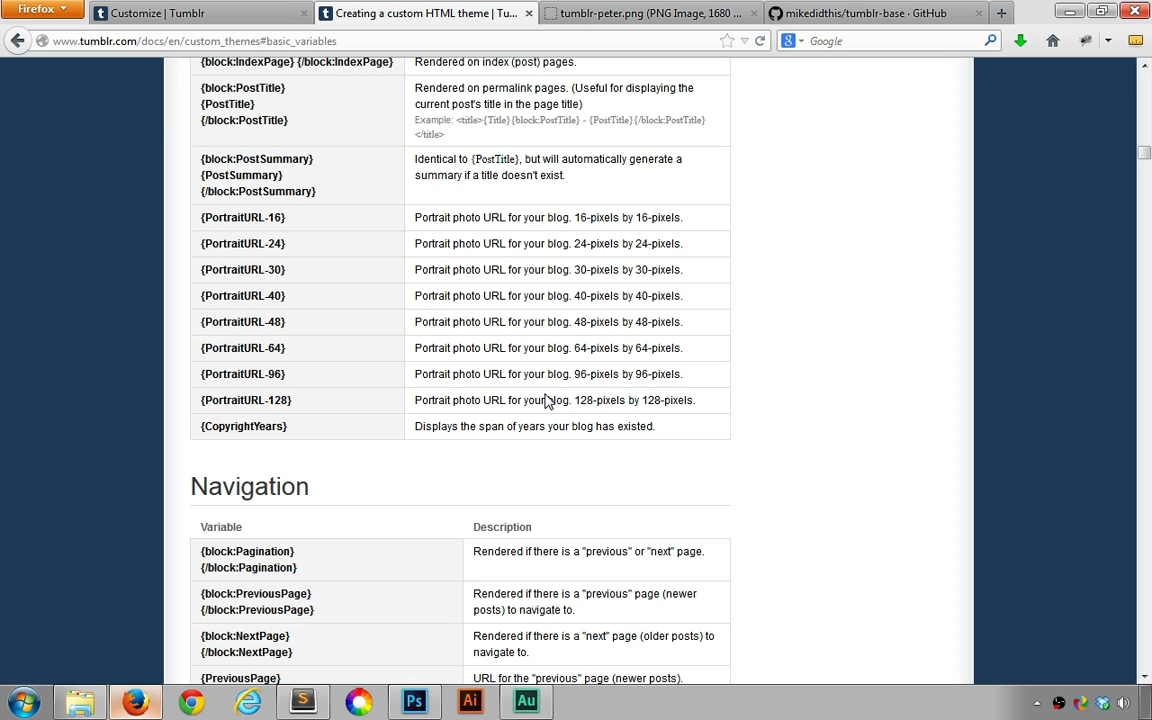 Firefox
Customize | Tumblr
Creating a custom HTML theme | Tu...
tumblr-peter.png (PNG Image, 1680 ...
mikedidthis/tumblr-base · GitHub
www.tumblr.com/docs/en/custom_themes#basic_variables
Google
{block:IndexPage} {/block:IndexPage}
Rendered on index (post) pages.
{block:PostTitle}
{PostTitle}
{/block:PostTitle}
Rendered on permalink pages. (Useful for displaying the
current post's title in the page title)
Example: <title>{Title}{block:PostTitle} - {PostTitle}{/block:PostTitle}
</title>
{block:PostSummary}
{PostSummary}
{/block:PostSummary}
Identical to {PostTitle}, but will automatically generate a
summary if a title doesn't exist.
{PortraitURL-16}
Portrait photo URL for your blog. 16-pixels by 16-pixels.
{PortraitURL-24}
Portrait photo URL for your blog. 24-pixels by 24-pixels.
{PortraitURL-30}
Portrait photo URL for your blog. 30-pixels by 30-pixels.
{PortraitURL-40}
Portrait photo URL for your blog. 40-pixels by 40-pixels.
{PortraitURL-48}
Portrait photo URL for your blog. 48-pixels by 48-pixels.
{PortraitURL-64}
Portrait photo URL for your blog. 64-pixels by 64-pixels.
{PortraitURL-96}
Portrait photo URL for your blog. 96-pixels by 96-pixels.
{PortraitURL-128}
Portrait photo URL for your blog. 128-pixels by 128-pixels.
{CopyrightYears}
Displays the span of years your blog has existed.
Navigation
Variable
Description
{block:Pagination}
{/block:Pagination}
Rendered if there is a "previous" or "next" page.
{block:PreviousPage}
{/block:PreviousPage}
Rendered if there is a "previous" page (newer
posts) to navigate to.
{block:NextPage}
{/block:NextPage}
Rendered if there is a "next" page (older posts) to
navigate to.
{PreviousPage}
URL for the "previous" page (newer posts).
Ps
Ai
Au